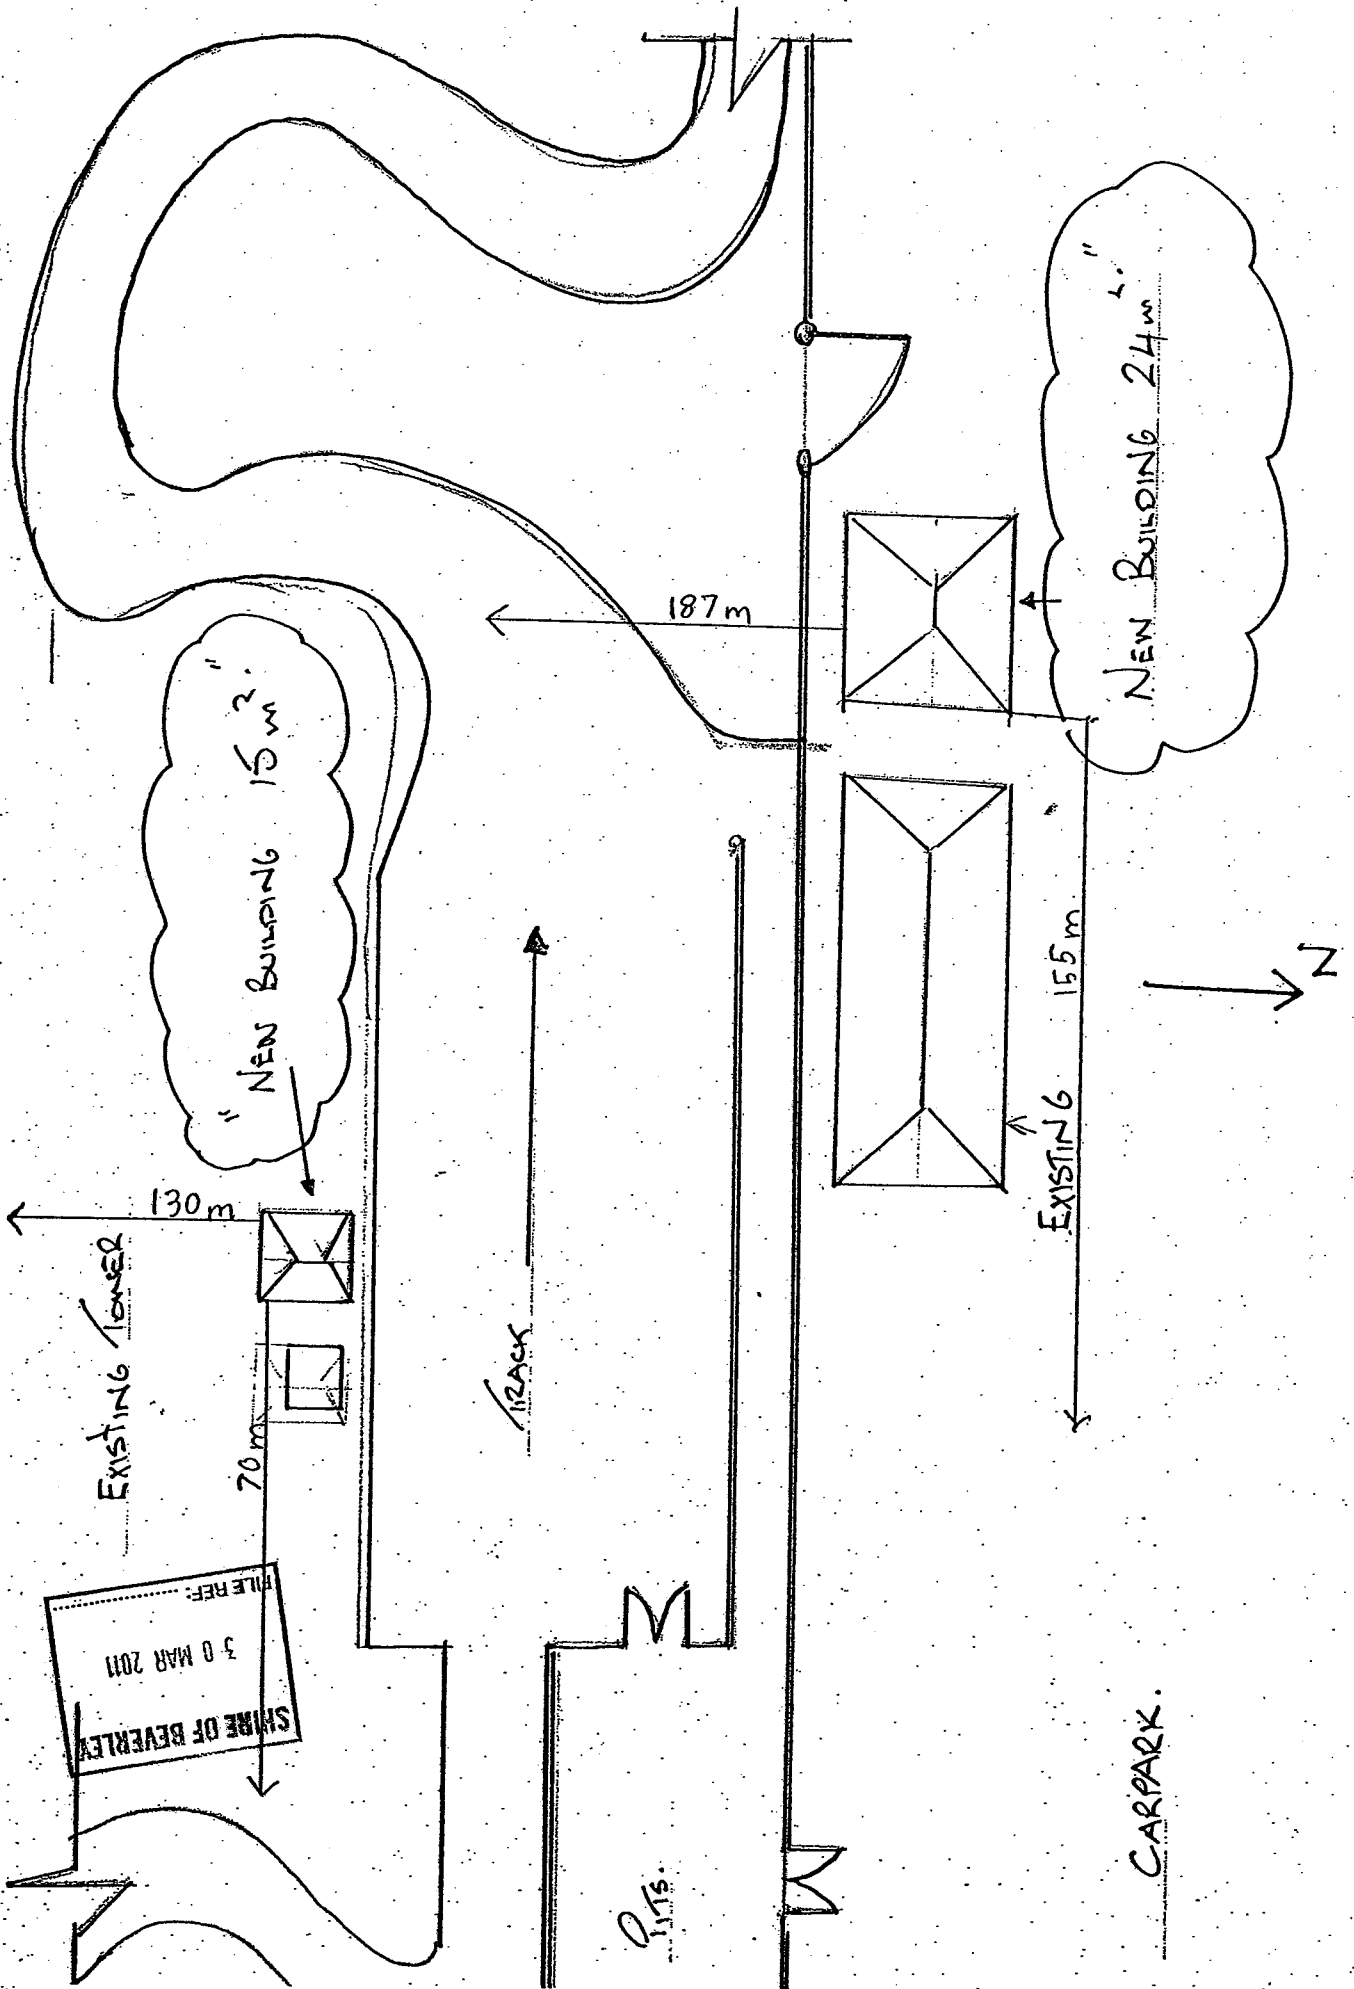 "NEW BUILDING 24m²."
187m
"NEW BUILDING 15m²."
N
155m
EXISTING
130m
EXISTING TOWER
TRACK
70m
SHIRE OF BEVERLEY
30 MAR 2011
FILE REF: ....................
PITS.
CARPARK.